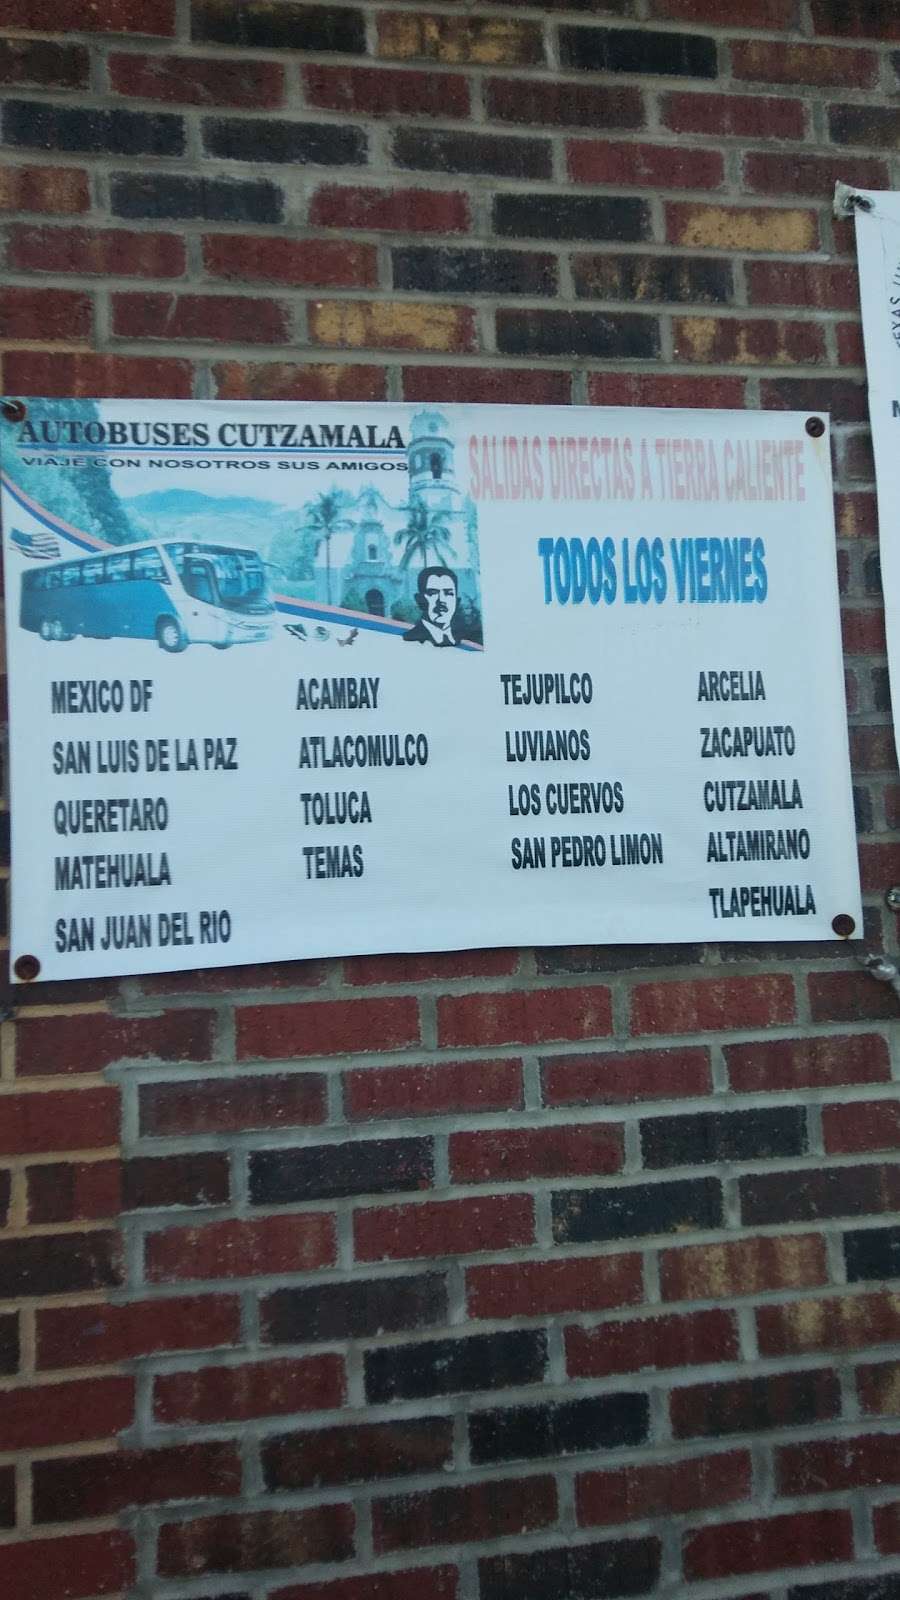 AUTOBUSES CUTZAMALA
VIAJE CON NOSOTROS SUS AMIGOS
SALIDAS DIRECTAS A TIERRA CALIENTE
TODOS LOS VIERNES
MEXICO DF
SAN LUIS DE LA PAZ
QUERETARO
MATEHUALA
SAN JUAN DEL RIO
ACAMBAY
ATLACOMULCO
TOLUCA
TEMAS
TEJUPILCO
LUVIANOS
LOS CUERVOS
SAN PEDRO LIMON
ARCELIA
ZACAPUATO
CUTZAMALA
ALTAMIRANO
TLAPEHUALA